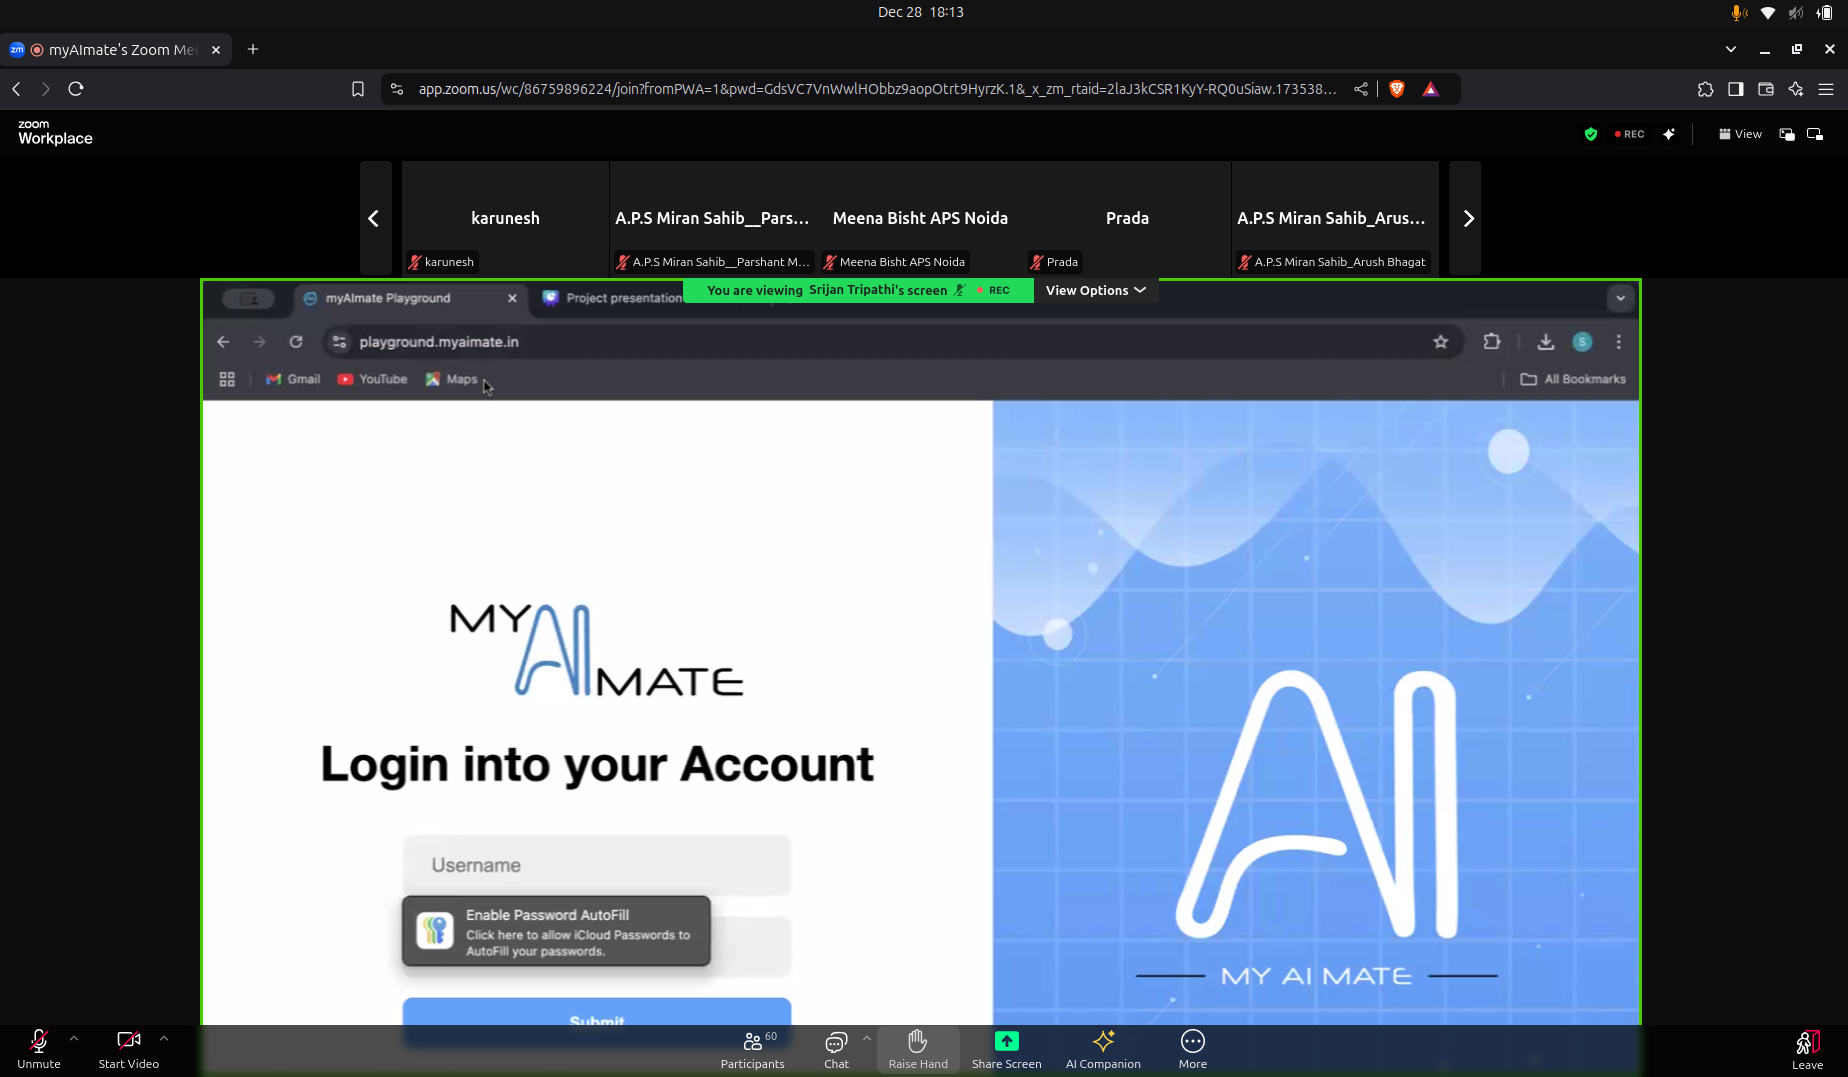 Dec 28 18:13
zm myAImate's Zoom Mee
app.zoom.us/wc/86759896224/join?fromPWA=1&pwd=GdsVC7VnWwlHObbz9aopOtrt9HyrzK.1&_x_zm_rtaid=2laJ3kCSR1KyY-RQ0uSiaw.173538...
zoom
Workplace
REC
View
karunesh
A.P.S Miran Sahib__Pars...
Meena Bisht APS Noida
Prada
A.P.S Miran Sahib_Arus...
karunesh
A.P.S Miran Sahib__Parshant M...
Meena Bisht APS Noida
Prada
A.P.S Miran Sahib_Arush Bhagat
You are viewing Srijan Tripathi's screen REC
View Options
myAImate Playground
Project presentation
playground.myaimate.in
S
Gmail
YouTube
Maps
All Bookmarks
MY AI MATE
Login into your Account
Username
Enable Password AutoFill
Click here to allow iCloud Passwords to
AutoFill your passwords.
Submit
AI
MY AI MATE
Unmute
Start Video
60
Participants
Chat
Raise Hand
Share Screen
AI Companion
More
Leave